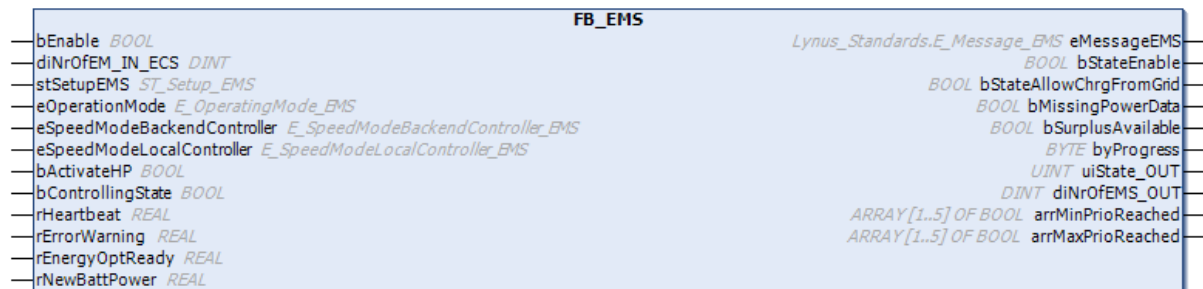 FB_EMS
bEnable BOOL
diNrOfEM_IN_ECS DINT
stSetupEMS ST_Setup_EMS
eOperationMode E_OperatingMode_EMS
eSpeedModeBackendController E_SpeedModeBackendController_EMS
eSpeedModeLocalController E_SpeedModeLocalController_EMS
bActivateHP BOOL
bControllingState BOOL
rHeartbeat REAL
rErrorWarning REAL
rEnergyOptReady REAL
rNewBattPower REAL
Lynus_Standards.E_Message_EMS eMessageEMS
BOOL bStateEnable
BOOL bStateAllowChrgFromGrid
BOOL bMissingPowerData
BOOL bSurplusAvailable
BYTE byProgress
UINT uiState_OUT
DINT diNrOfEMS_OUT
ARRAY [1..5] OF BOOL arrMinPrioReached
ARRAY [1..5] OF BOOL arrMaxPrioReached